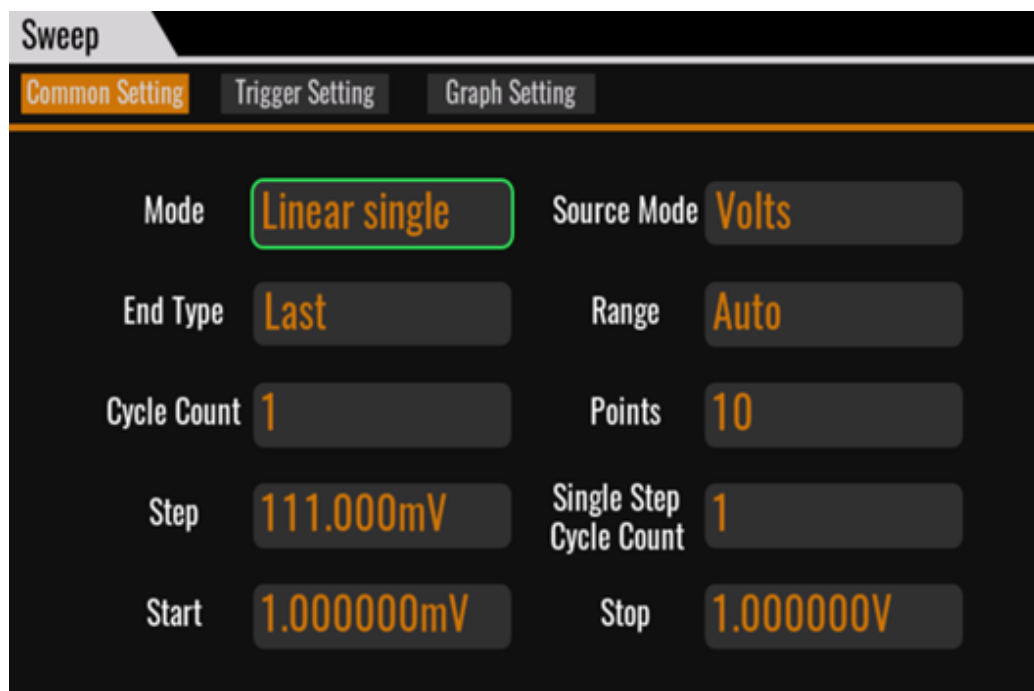 Sweep
Common Setting Trigger Setting Graph Setting
Mode Linear single Source Mode Volts
End Type Last Range Auto
Cycle Count 1 Points 10
Step 111.000mV Single Step
Cycle Count 1
Start 1.000000mV Stop 1.000000V